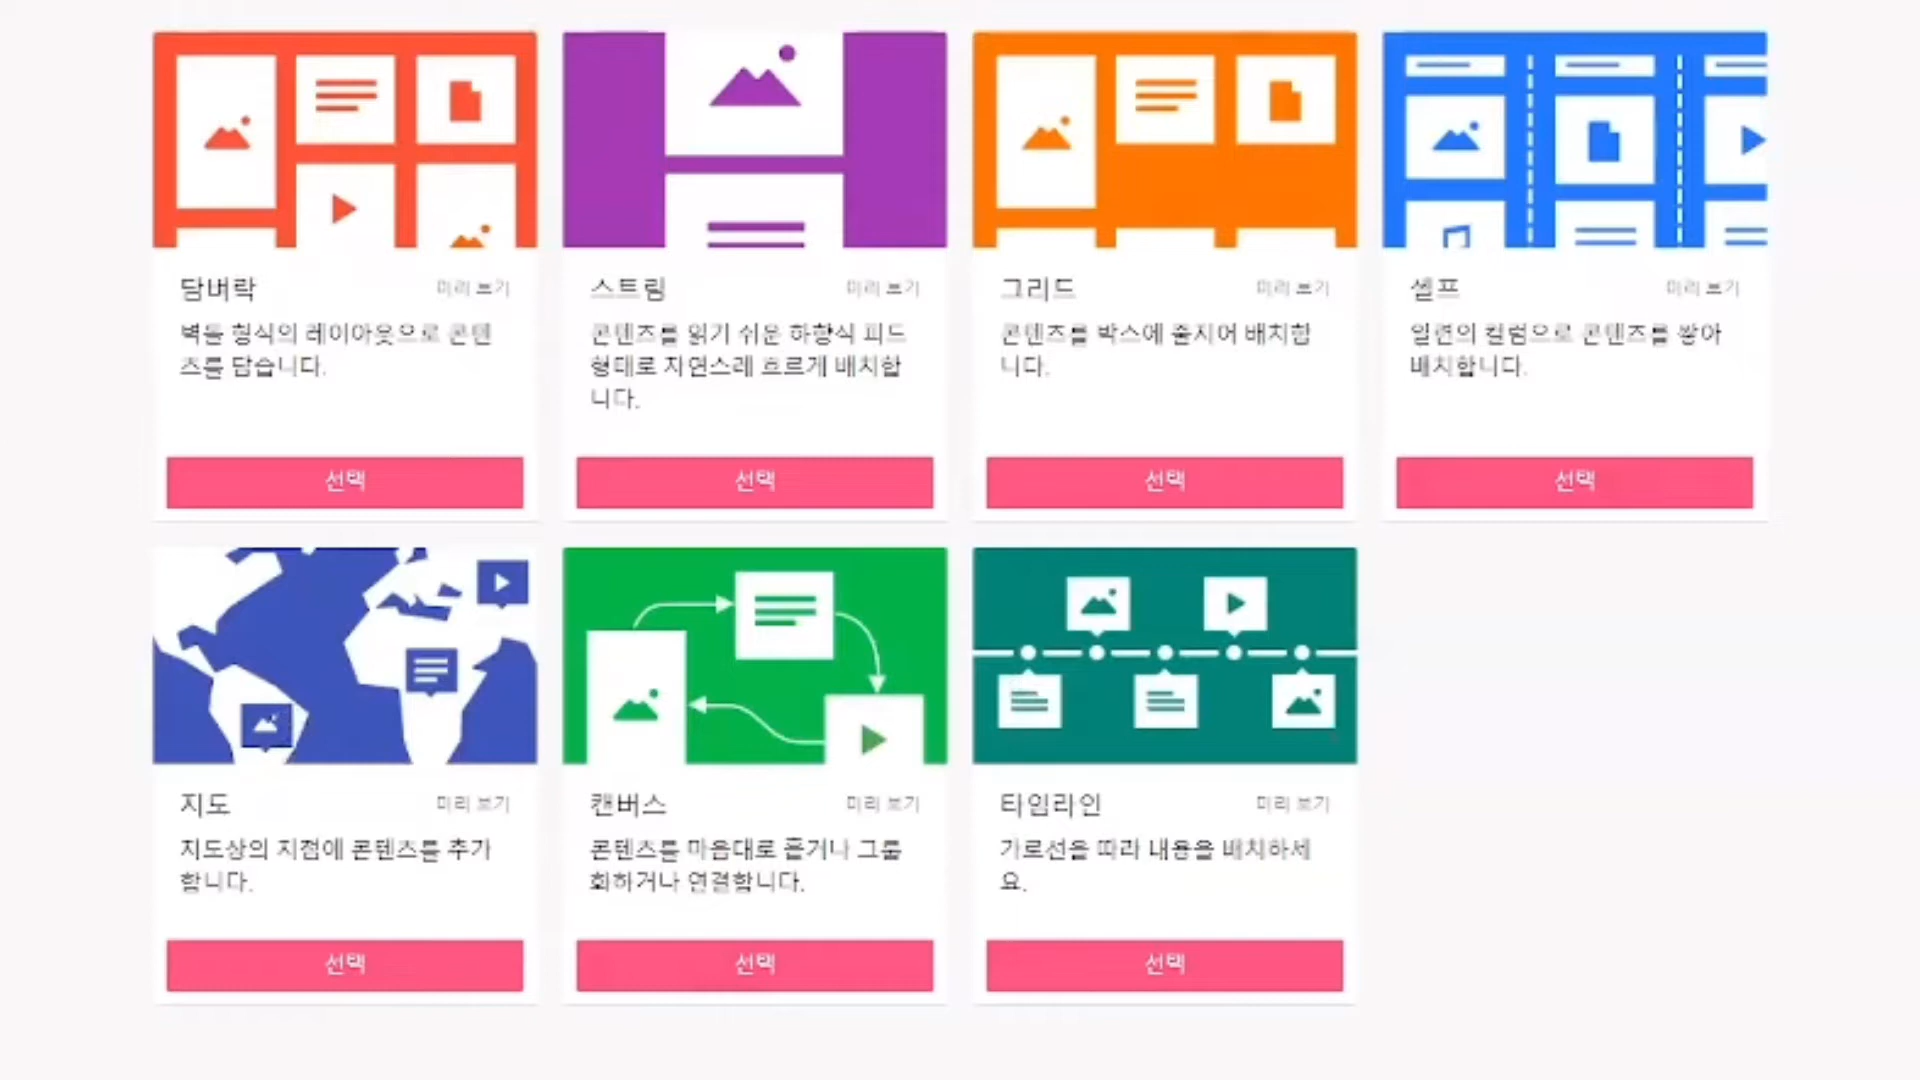 담벼락 미리 보기
벽돌 형식의 레이아웃으로 콘텐
츠를 담습니다.
선택
스트림 미리 보기
콘텐츠를 읽기 쉬운 하향식 피드
형태로 자연스레 흐르게 배치합
니다.
선택
그리드 미리 보기
콘텐츠를 박스에 줄지어 배치합
니다.
선택
셸프 미리 보기
일련의 컬럼으로 콘텐츠를 쌓아
배치합니다.
선택
지도 미리 보기
지도상의 지점에 콘텐츠를 추가
합니다.
선택
캔버스 미리 보기
콘텐츠를 마음대로 흩거나 그룹
화하거나 연결합니다.
선택
타임라인 미리 보기
가로선을 따라 내용을 배치하세
요.
선택